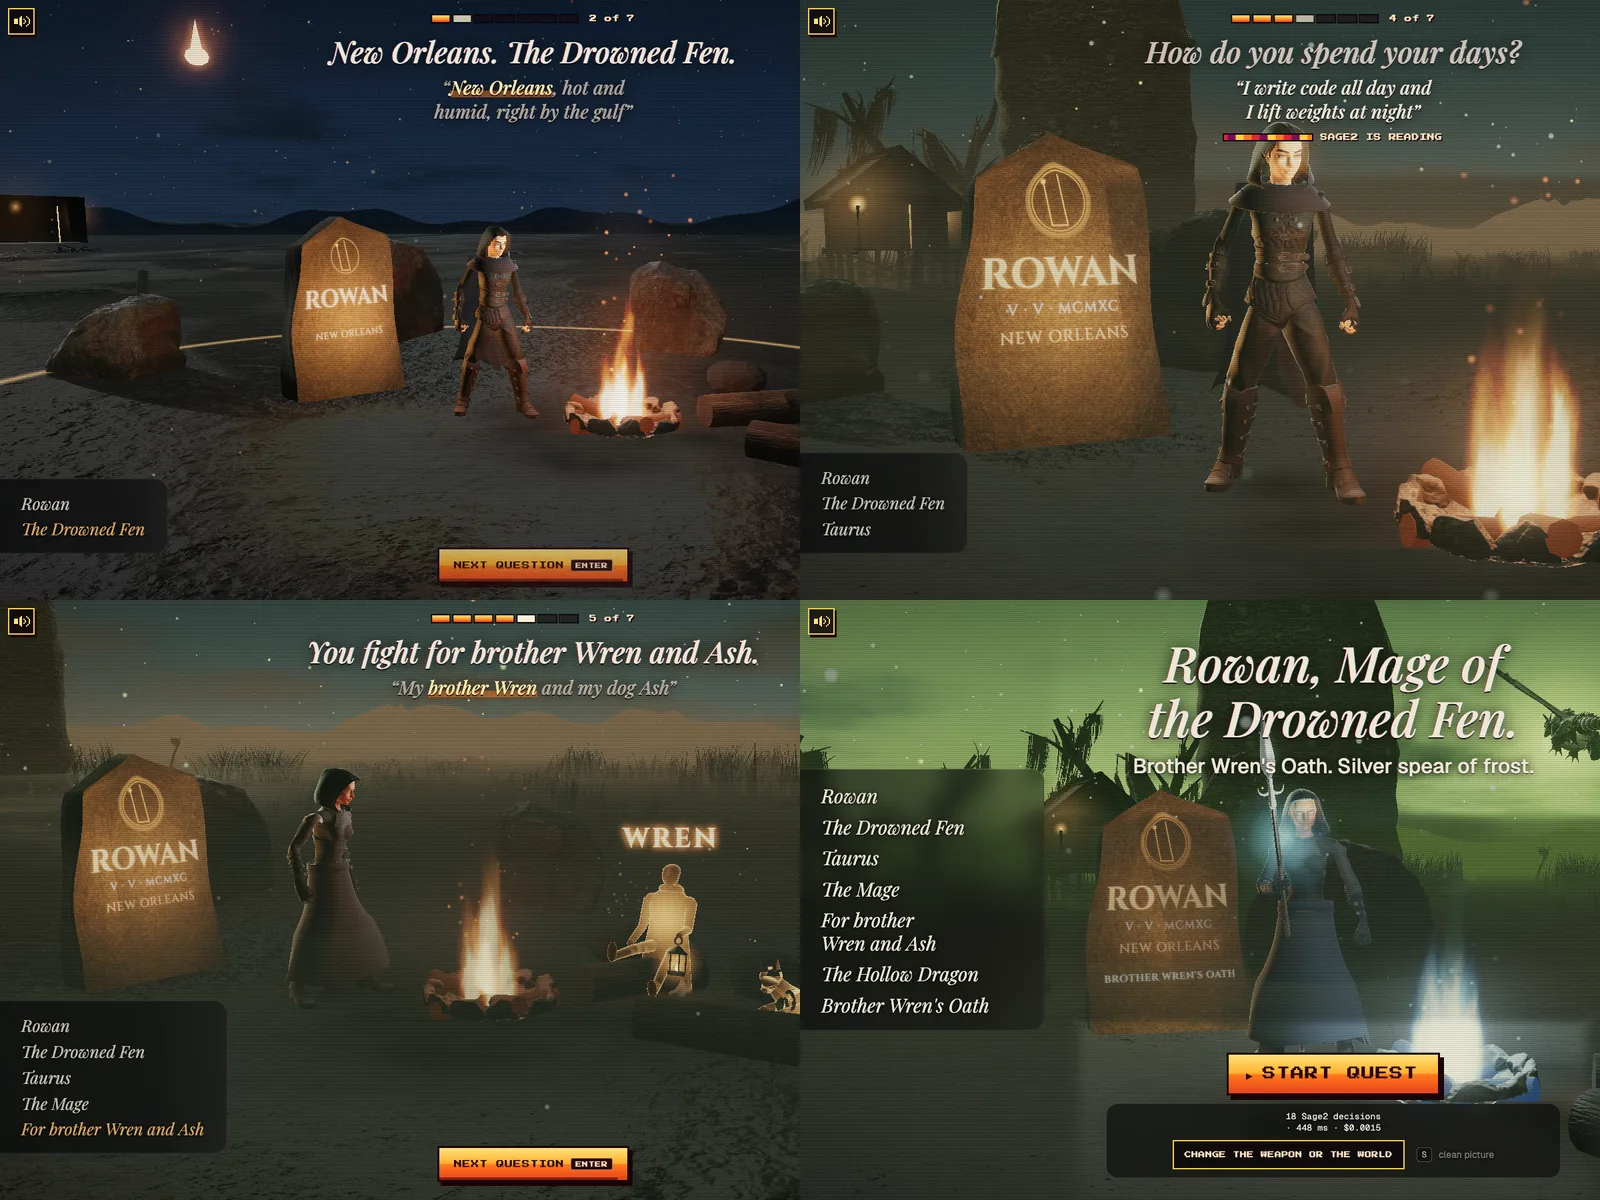 2 of 7
New Orleans. The Drowned Fen.
“New Orleans, hot and
humid, right by the gulf”
ROWAN
NEW ORLEANS
Rowan
The Drowned Fen
NEXT QUESTION ENTER
4 of 7
How do you spend your days?
“I write code all day and
I lift weights at night”
SAGE2 IS READING
ROWAN
V · V · MCMXC
NEW ORLEANS
Rowan
The Drowned Fen
Taurus
5 of 7
You fight for brother Wren and Ash.
“My brother Wren and my dog Ash”
WREN
ROWAN
V · V · MCMXC
NEW ORLEANS
Rowan
The Drowned Fen
Taurus
The Mage
For brother Wren and Ash
NEXT QUESTION ENTER
Rowan, Mage of
the Drowned Fen.
Brother Wren's Oath. Silver spear of frost.
Rowan
The Drowned Fen
Taurus
The Mage
For brother
Wren and Ash
The Hollow Dragon
Brother Wren's Oath
ROWAN
V · V · MCMXC
NEW ORLEANS
BROTHER WREN'S OATH
START QUEST
18 Sage2 decisions
· 448 ms · $0.0015
CHANGE THE WEAPON OR THE WORLD
S clean picture